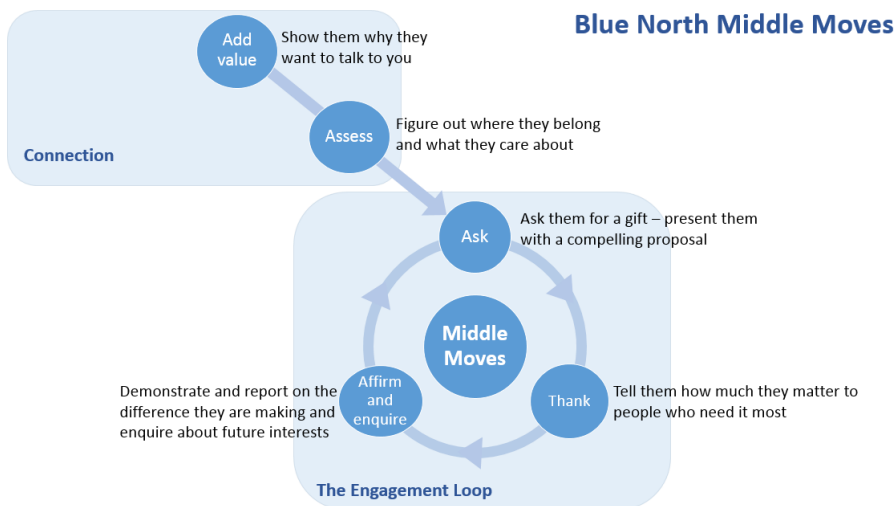 Blue North Middle Moves
Add
value
Show them why they
want to talk to you
Assess
Figure out where they belong
and what they care about
Connection
Ask
Ask them for a gift – present them
with a compelling proposal
Middle
Moves
Thank
Tell them how much they matter to
people who need it most
Affirm
and
enquire
Demonstrate and report on the
difference they are making and
enquire about future interests
The Engagement Loop